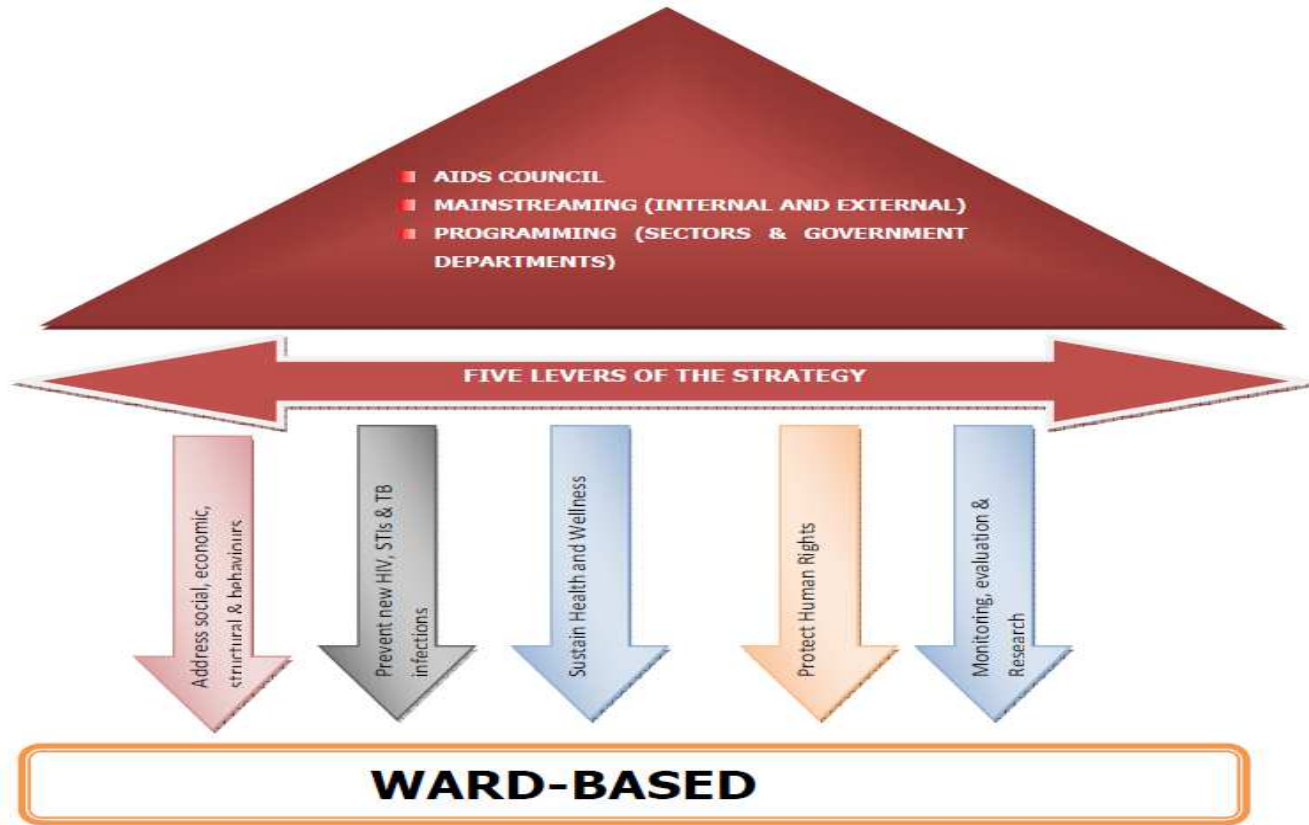 AIDS COUNCIL
MAINSTREAMING (INTERNAL AND EXTERNAL)
PROGRAMMING (SECTORS & GOVERNMENT
DEPARTMENTS)
FIVE LEVERS OF THE STRATEGY
Address social, economic,
structural & behaviours
Prevent new HIV, STIs & TB
infections
Sustain Health and Wellness
Protect Human Rights
Monitoring, evaluation &
Research
WARD-BASED